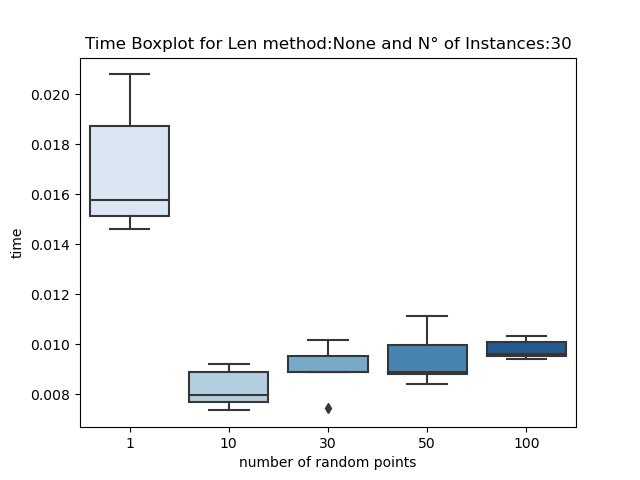 Time Boxplot for Len method:None and N° of Instances:30
0.020
0.018
0.016
0.014
0.012
0.010
0.008
time
1 10 30 50 100
number of random points